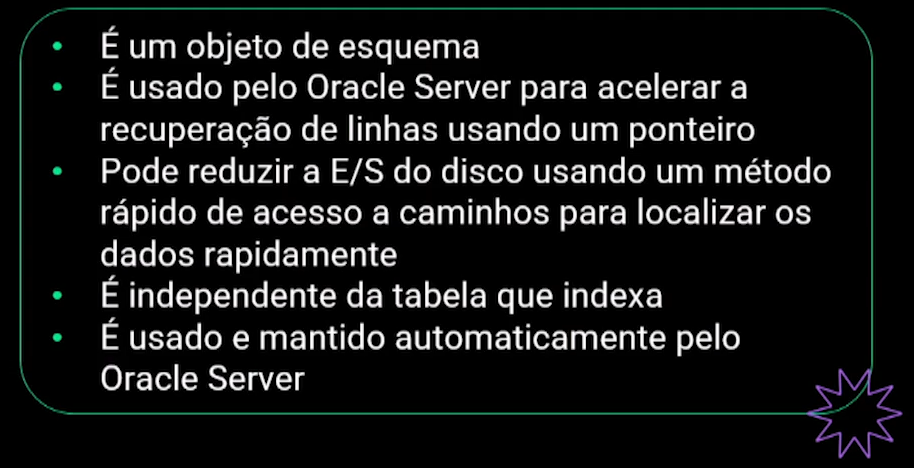 • É um objeto de esquema
• É usado pelo Oracle Server para acelerar a
recuperação de linhas usando um ponteiro
• Pode reduzir a E/S do disco usando um método
rápido de acesso a caminhos para localizar os
dados rapidamente
• É independente da tabela que indexa
• É usado e mantido automaticamente pelo
Oracle Server